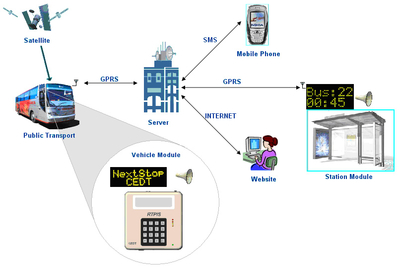 Satellite
SMS
Mobile Phone
GPRS
GPRS
Bus:22
00:45
Public Transport
Server
INTERNET
Website
Station Module
Vehicle Module
NextStop
CEDT
RTPIS